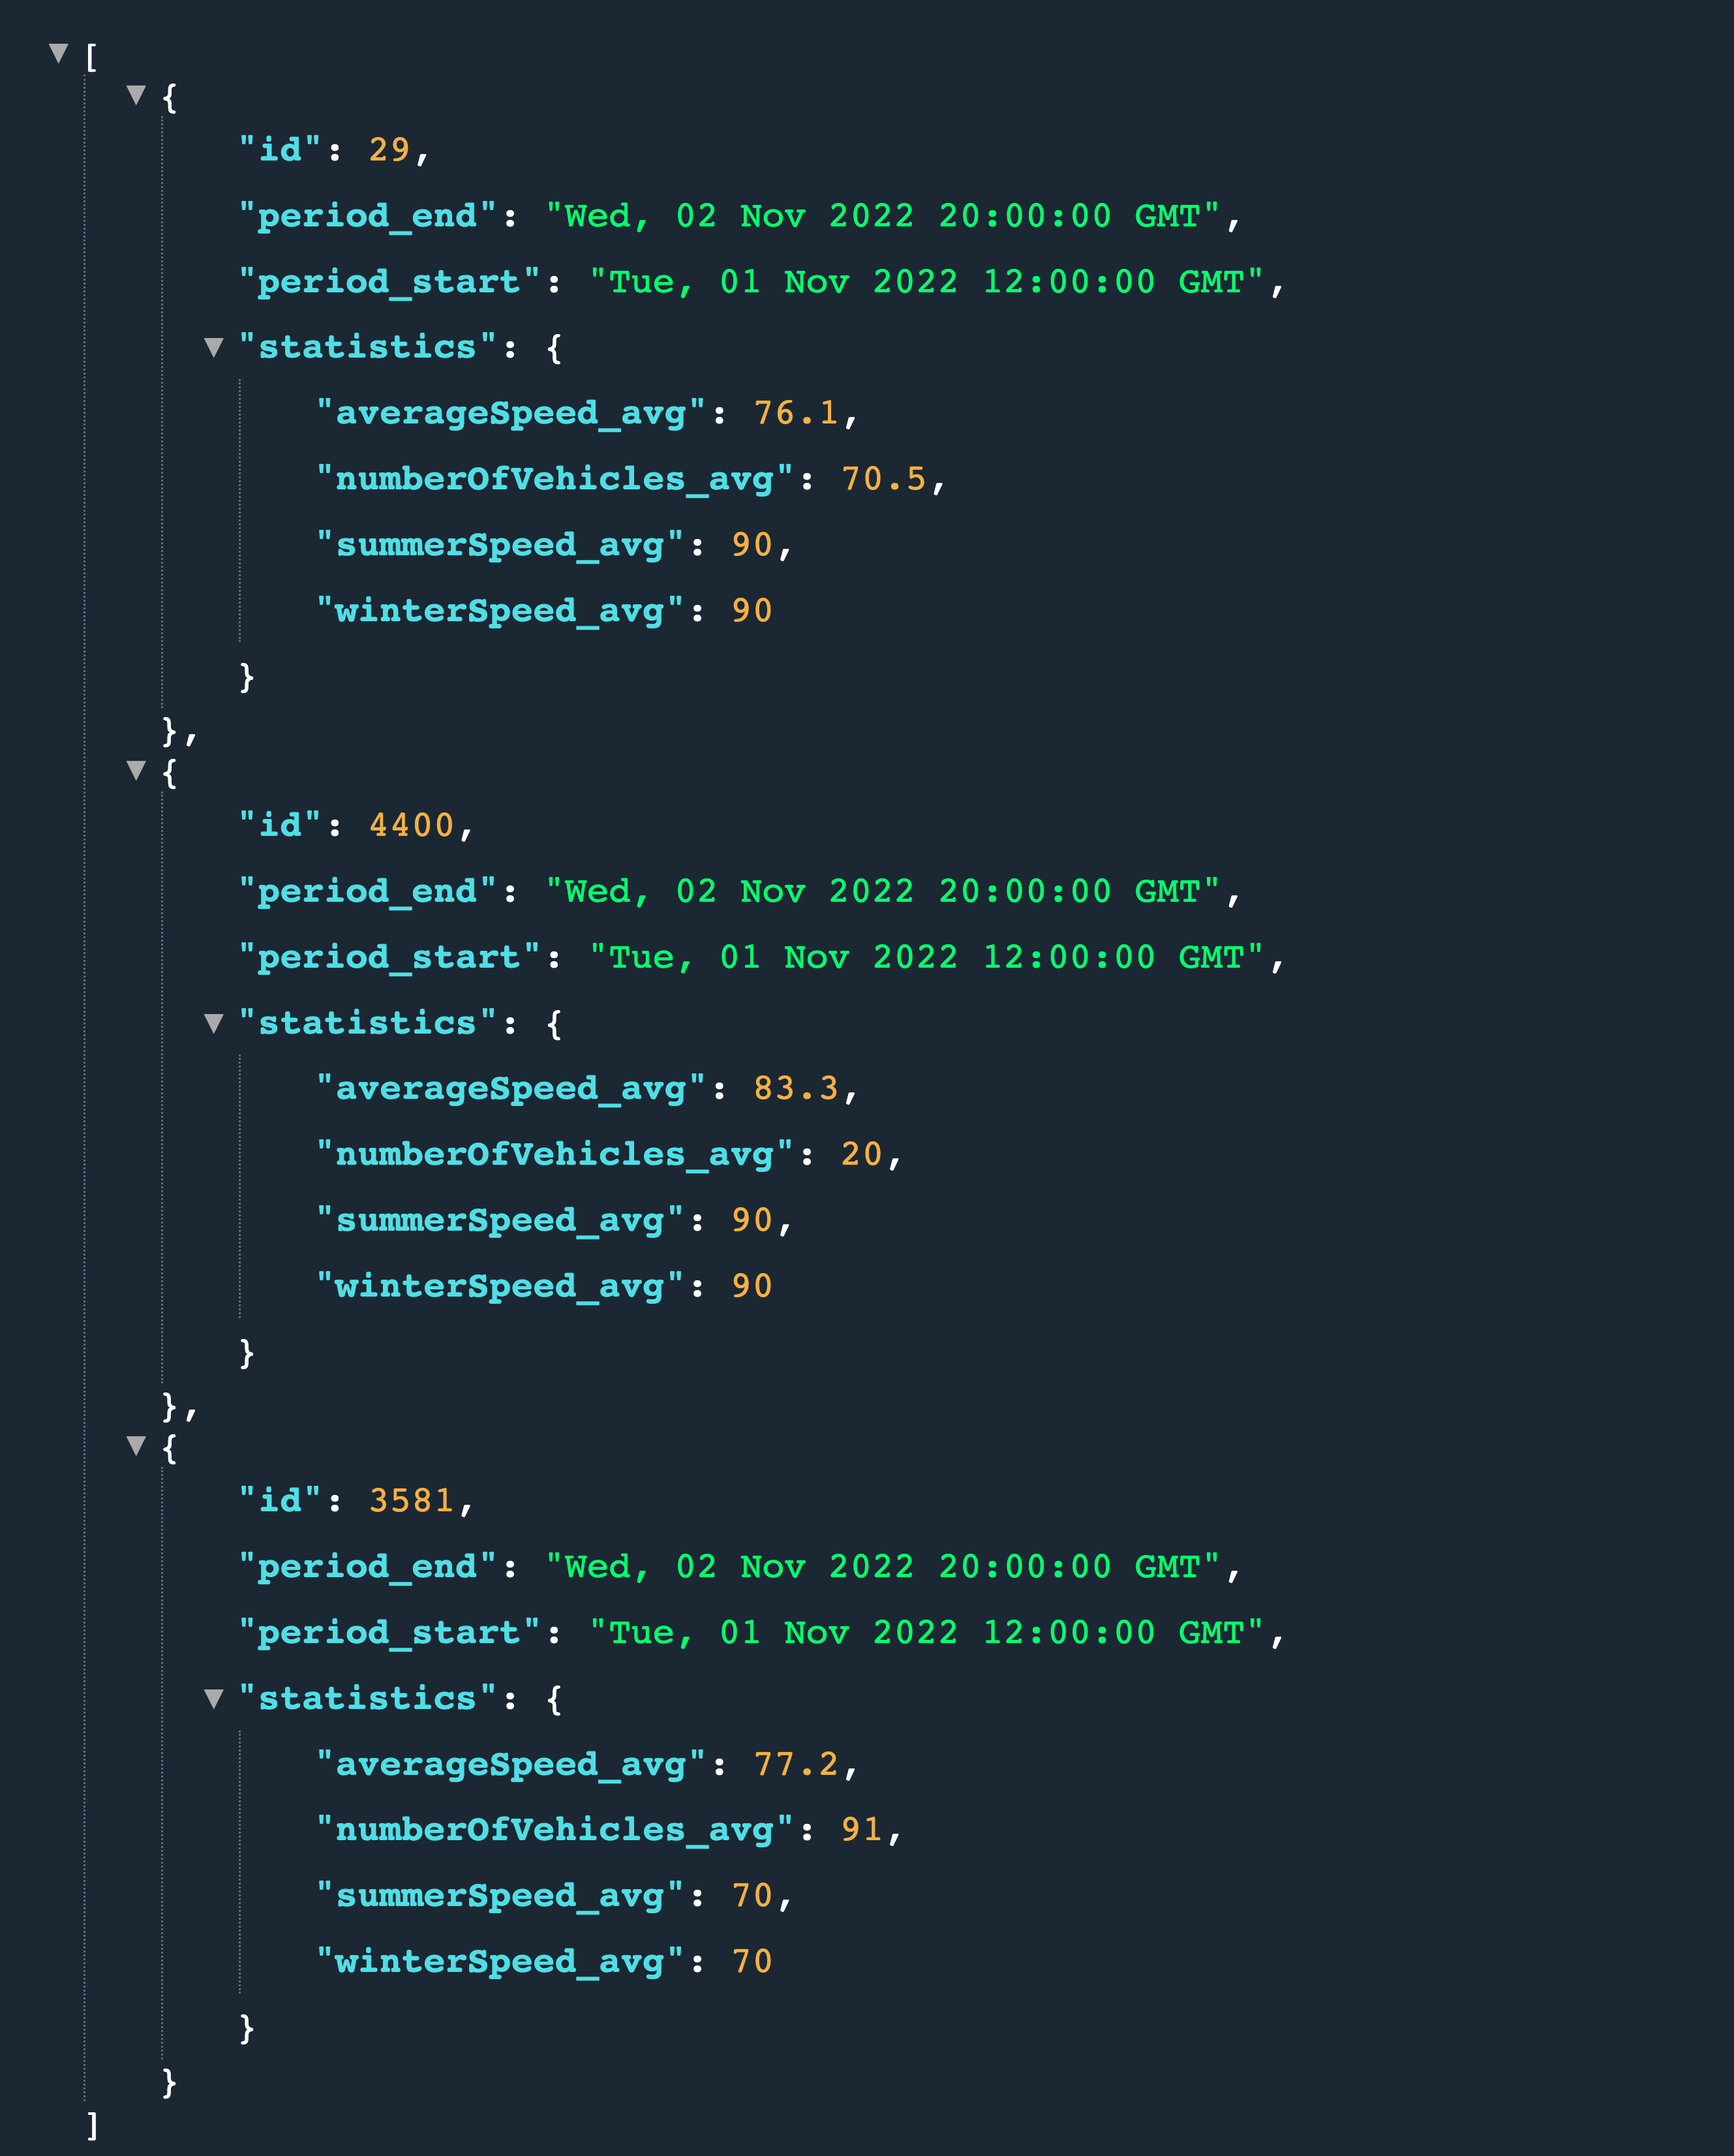 [
{
"id": 29,
"period_end": "Wed, 02 Nov 2022 20:00:00 GMT",
"period_start": "Tue, 01 Nov 2022 12:00:00 GMT",
"statistics": {
"averageSpeed_avg": 76.1,
"numberOfVehicles_avg": 70.5,
"summerSpeed_avg": 90,
"winterSpeed_avg": 90
}
},
{
"id": 4400,
"period_end": "Wed, 02 Nov 2022 20:00:00 GMT",
"period_start": "Tue, 01 Nov 2022 12:00:00 GMT",
"statistics": {
"averageSpeed_avg": 83.3,
"numberOfVehicles_avg": 20,
"summerSpeed_avg": 90,
"winterSpeed_avg": 90
}
},
{
"id": 3581,
"period_end": "Wed, 02 Nov 2022 20:00:00 GMT",
"period_start": "Tue, 01 Nov 2022 12:00:00 GMT",
"statistics": {
"averageSpeed_avg": 77.2,
"numberOfVehicles_avg": 91,
"summerSpeed_avg": 70,
"winterSpeed_avg": 70
}
}
]